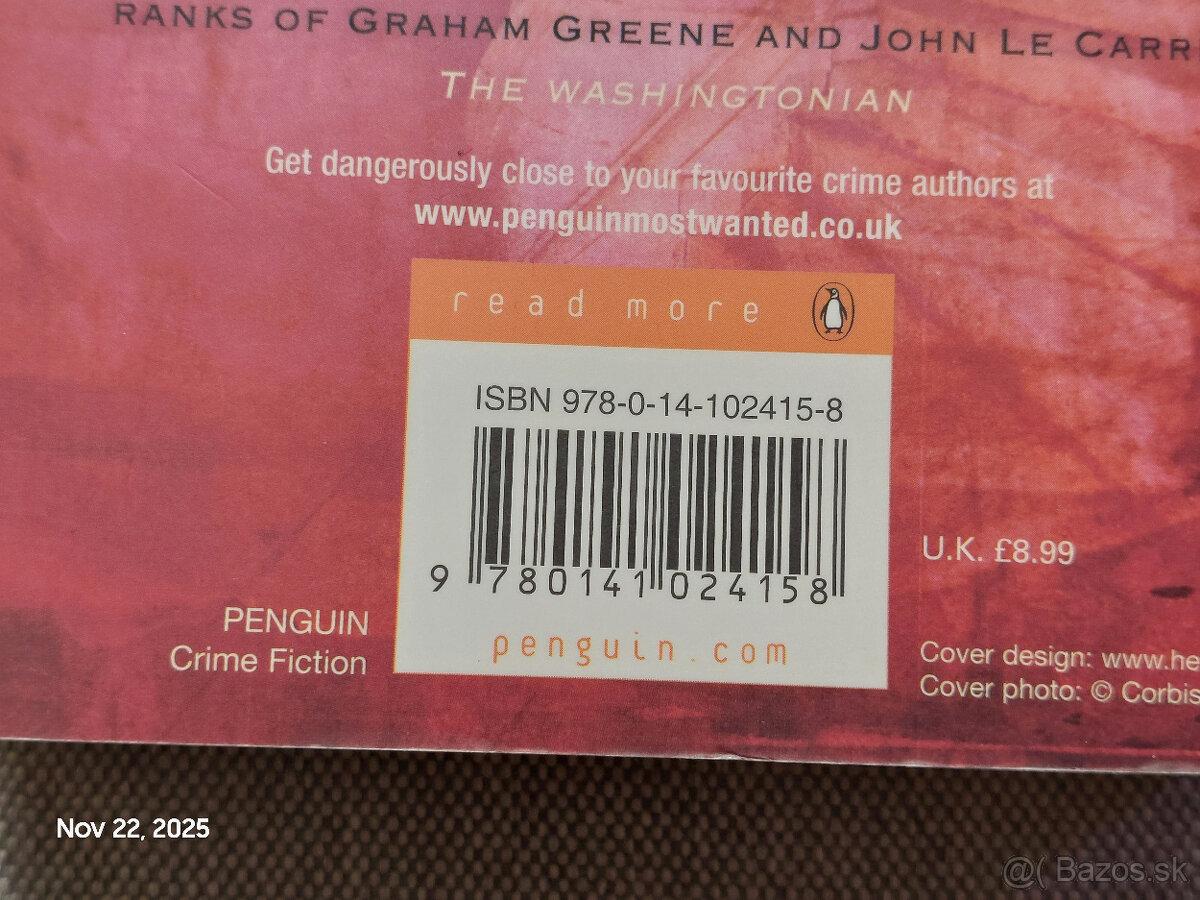 RANKS OF GRAHAM GREENE AND JOHN LE CARR
THE WASHINGTONIAN
Get dangerously close to your favourite crime authors at
www.penguinmostwanted.co.uk
read more
ISBN 978-0-14-102415-8
9 780141 024158
penguin.com
U.K. £8.99
PENGUIN
Crime Fiction
Cover design: www.he
Cover photo: © Corbis
Nov 22, 2025
@( Bazos.sk